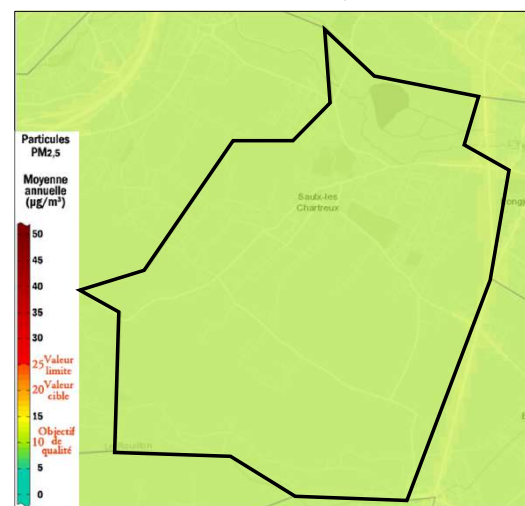 Particules
PM2,5
Moyenne
annuelle
(µg/m³)
50
45
40
35
30
25 Valeur
limite
20 Valeur
cible
15
Objectif
10 de
qualité
5
0
Saulx-les
Chartreux